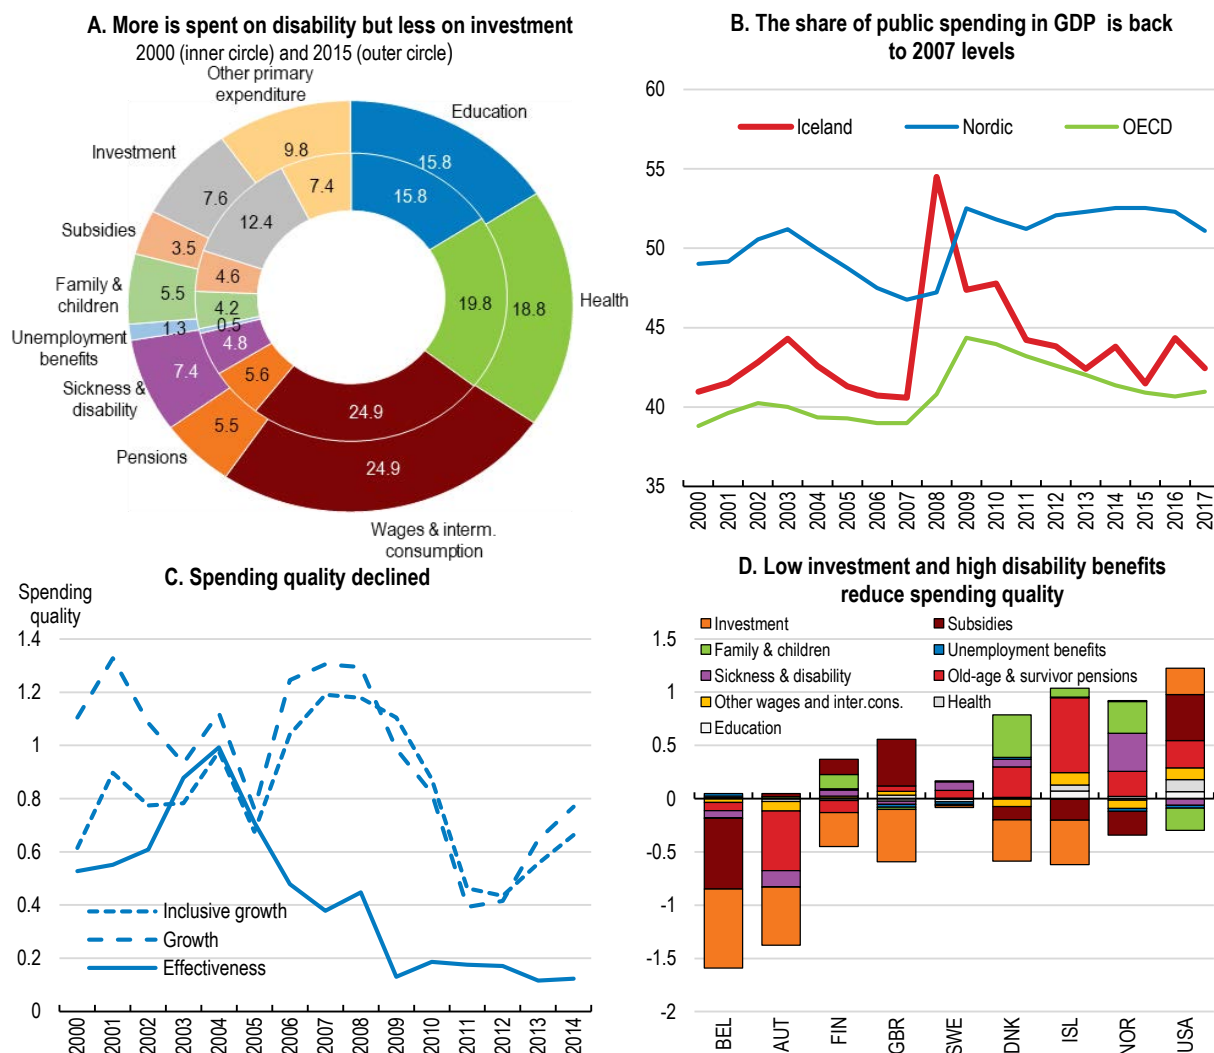 A. More is spent on disability but less on investment
2000 (inner circle) and 2015 (outer circle)
Other primary
expenditure
Education
Investment
Subsidies
Family &
children
Unemployment
benefits
Sickness &
disability
Pensions
Health
Wages & interm.
consumption
9.8
15.8
7.6
7.4
15.8
12.4
3.5
4.6
5.5
4.2
19.8
18.8
1.3
0.5
4.8
7.4
5.6
24.9
5.5
24.9
B. The share of public spending in GDP is back
to 2007 levels
60
55
50
45
40
35
Iceland
Nordic
OECD
2000
2001
2002
2003
2004
2005
2006
2007
2008
2009
2010
2011
2012
2013
2014
2015
2016
2017
C. Spending quality declined
Spending
quality
1.4
1.2
1
0.8
0.6
0.4
0.2
0
Inclusive growth
Growth
Effectiveness
2000
2001
2002
2003
2004
2005
2006
2007
2008
2009
2010
2011
2012
2013
2014
D. Low investment and high disability benefits
reduce spending quality
Investment
Subsidies
Family & children
Unemployment benefits
Sickness & disability
Old-age & survivor pensions
Other wages and inter.cons.
Health
Education
1.5
1
0.5
0
-0.5
-1
-1.5
-2
BEL
AUT
FIN
GBR
SWE
DNK
ISL
NOR
USA